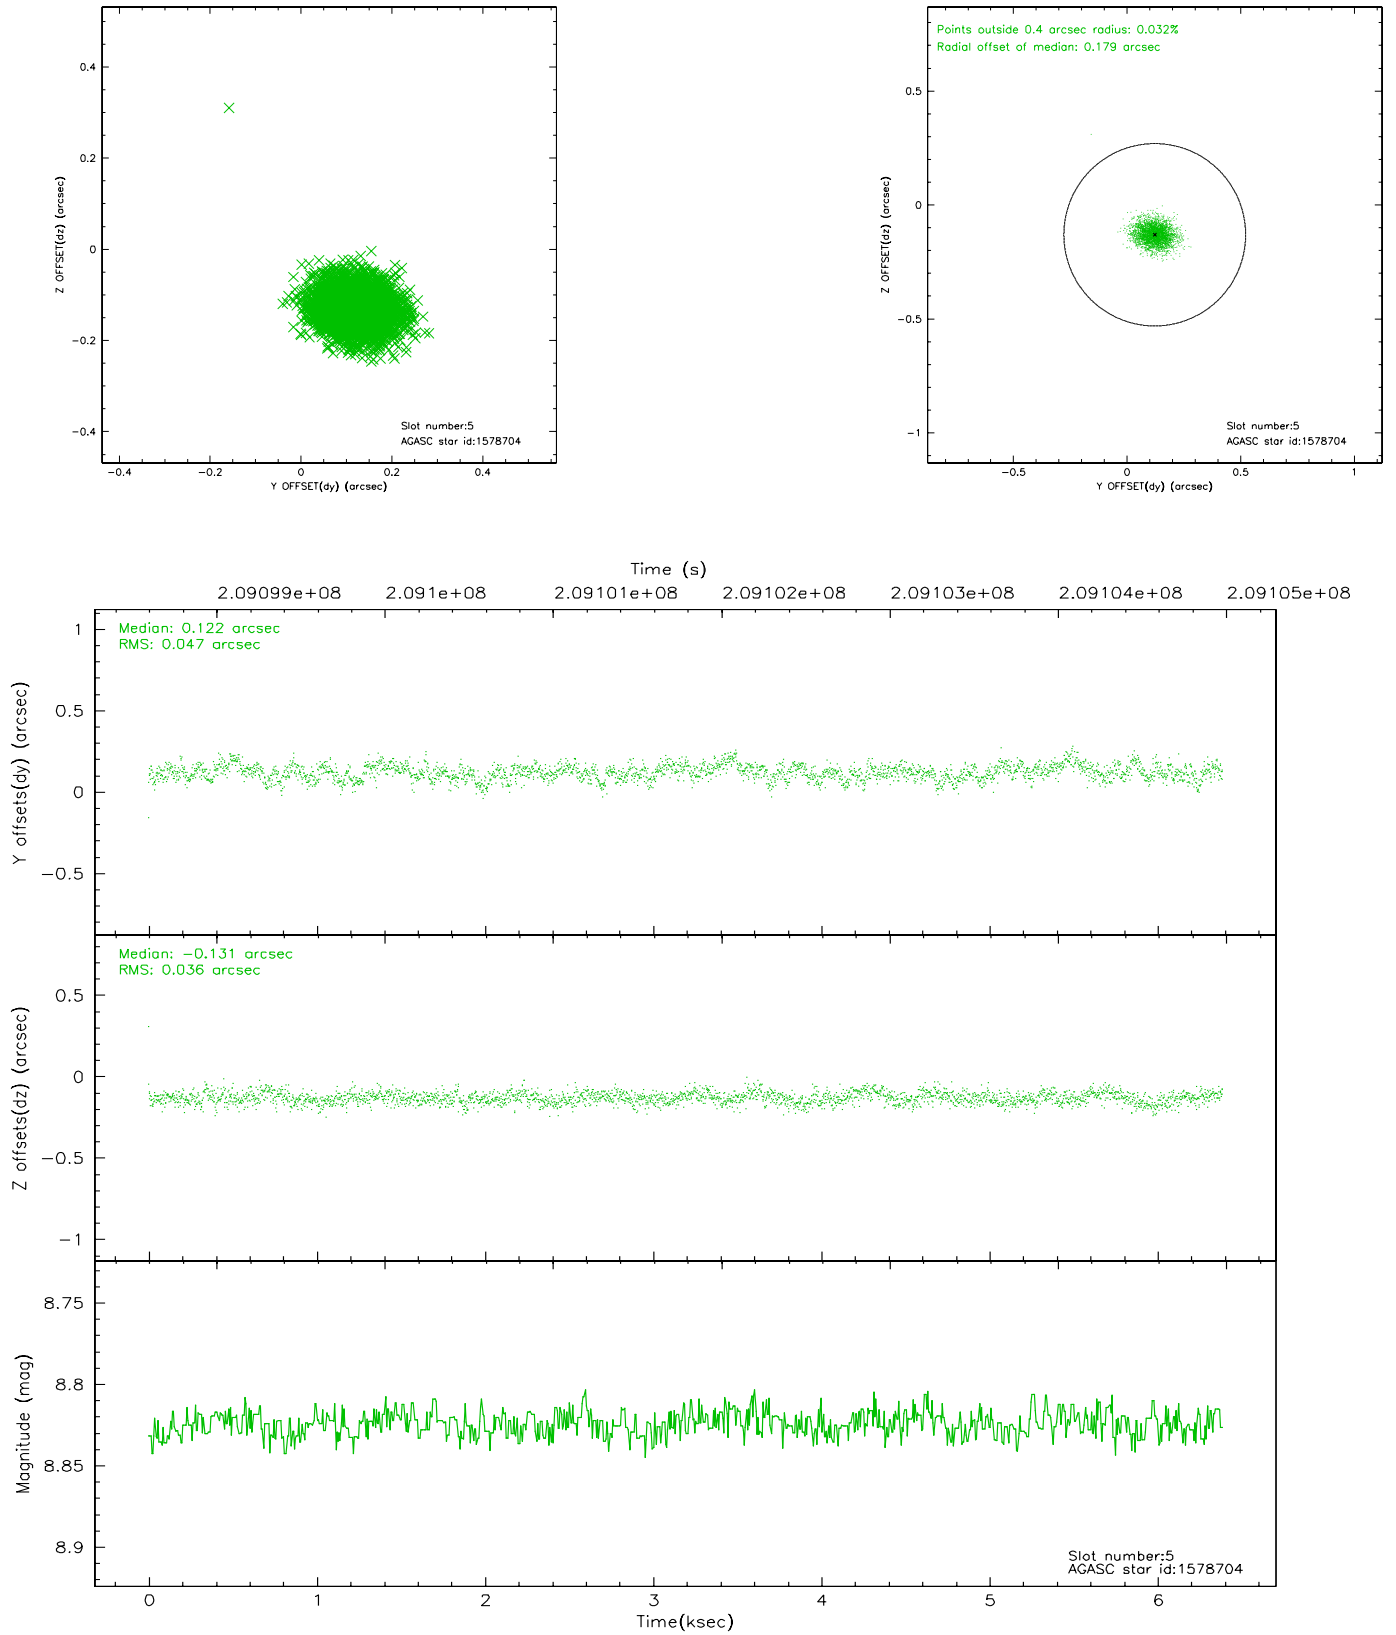 0.4
0.2
0
-0.2
-0.4
Z OFFSET(dz) (arcsec)
Slot number:5
AGASC star id:1578704
-0.4 -0.2 0 0.2 0.4
Y OFFSET(dy) (arcsec)
Points outside 0.4 arcsec radius: 0.032%
Radial offset of median: 0.179 arcsec
0.5
0
-0.5
-1
Z OFFSET(dz) (arcsec)
Slot number:5
AGASC star id:1578704
-0.5 0 0.5 1
Y OFFSET(dy) (arcsec)
Time (s)
2.09099e+08 2.091e+08 2.09101e+08 2.09102e+08 2.09103e+08 2.09104e+08 2.09105e+08
Median: 0.122 arcsec
RMS: 0.047 arcsec
1
0.5
0
-0.5
Y offsets(dy) (arcsec)
Median: -0.131 arcsec
RMS: 0.036 arcsec
0.5
0
-0.5
-1
Z offsets(dz) (arcsec)
8.75
8.8
8.85
8.9
Magnitude (mag)
Slot number:5
AGASC star id:1578704
0 1 2 3 4 5 6
Time(ksec)